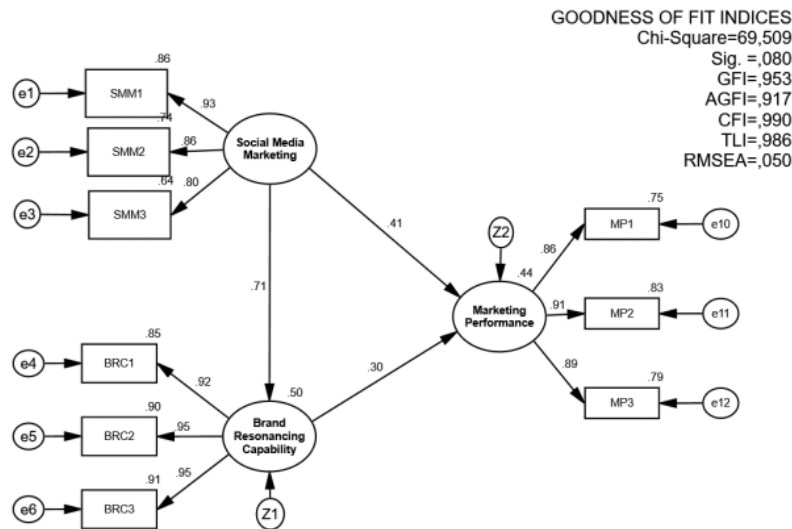 GOODNESS OF FIT INDICES
Chi-Square=69,509
Sig. =,080
GFI=,953
AGFI=,917
CFI=,990
TLI=,986
RMSEA=,050
.86
e1
SMM1
.93
.74
e2
SMM2
.86
.64
e3
SMM3
.80
Social Media
Marketing
.41
.71
Z2
.44
Marketing
Performance
.75
.86
MP1
e10
.83
.91
MP2
e11
.79
.89
MP3
e12
.30
.85
e4
BRC1
.92
.90
e5
BRC2
.95
.91
e6
BRC3
.95
.50
Brand
Resonancing
Capability
Z1